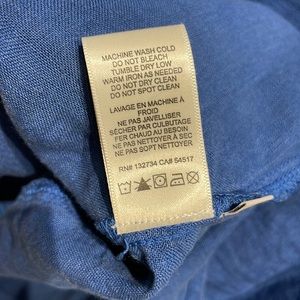 MACHINE WASH COLD
DO NOT BLEACH
TUMBLE DRY LOW
WARM IRON AS NEEDED
DO NOT DRY CLEAN
DO NOT SPOT CLEAN
LAVAGE EN MACHINE À
FROID
NE PAS JAVELLISER
SÉCHER PAR CULBUTAGE
FER CHAUD AU BESOIN
NE PAS NETTOYER À SEC
NE PAS SOPT NETTOYER
RN# 132734 CA# 54517